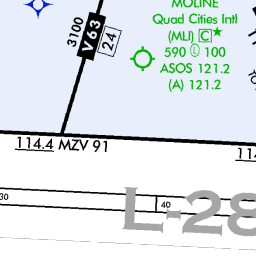 MOLINE
Quad Cities Intl
(MLI) C★
590 100
ASOS 121.2
(A) 121.2
3100
V63
24
114.4 MZV 91
30
40
L-28